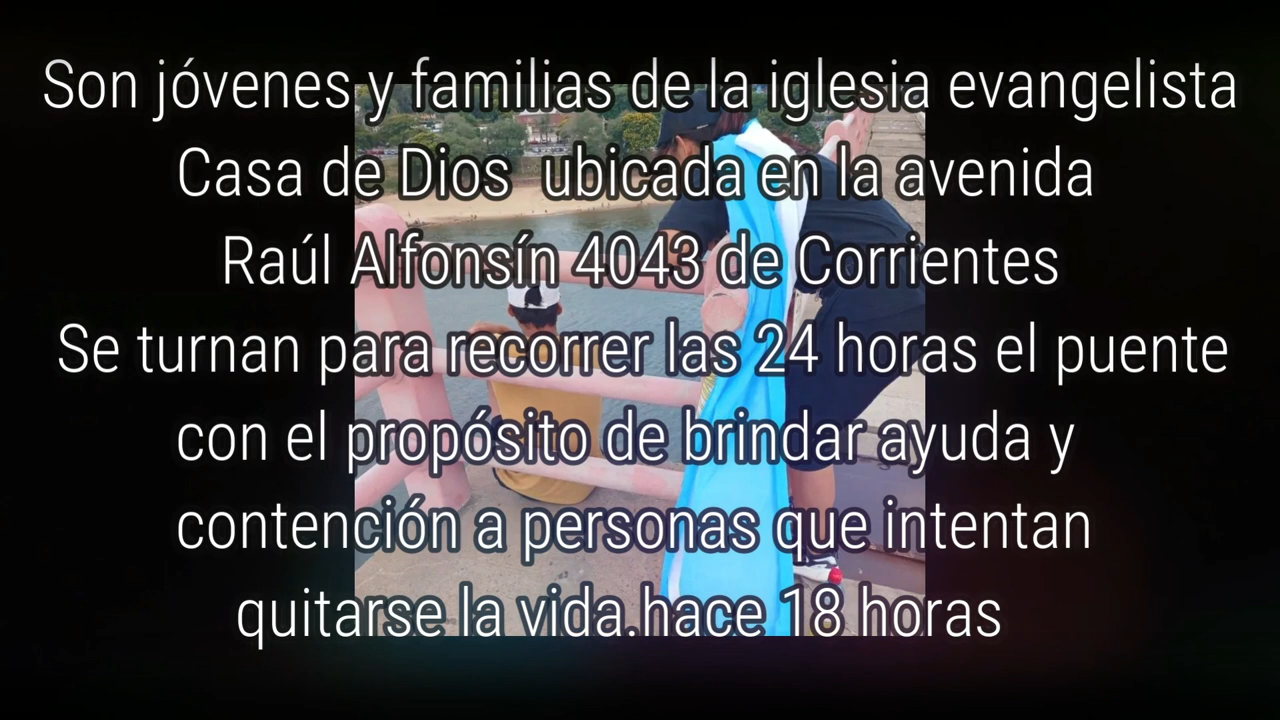 Son jóvenes y familias de la iglesia evangelista
Casa de Dios ubicada en la avenida
Raúl Alfonsín 4043 de Corrientes
Se turnan para recorrer las 24 horas el puente
con el propósito de brindar ayuda y
contención a personas que intentan
quitarse la vida.hace 18 horas